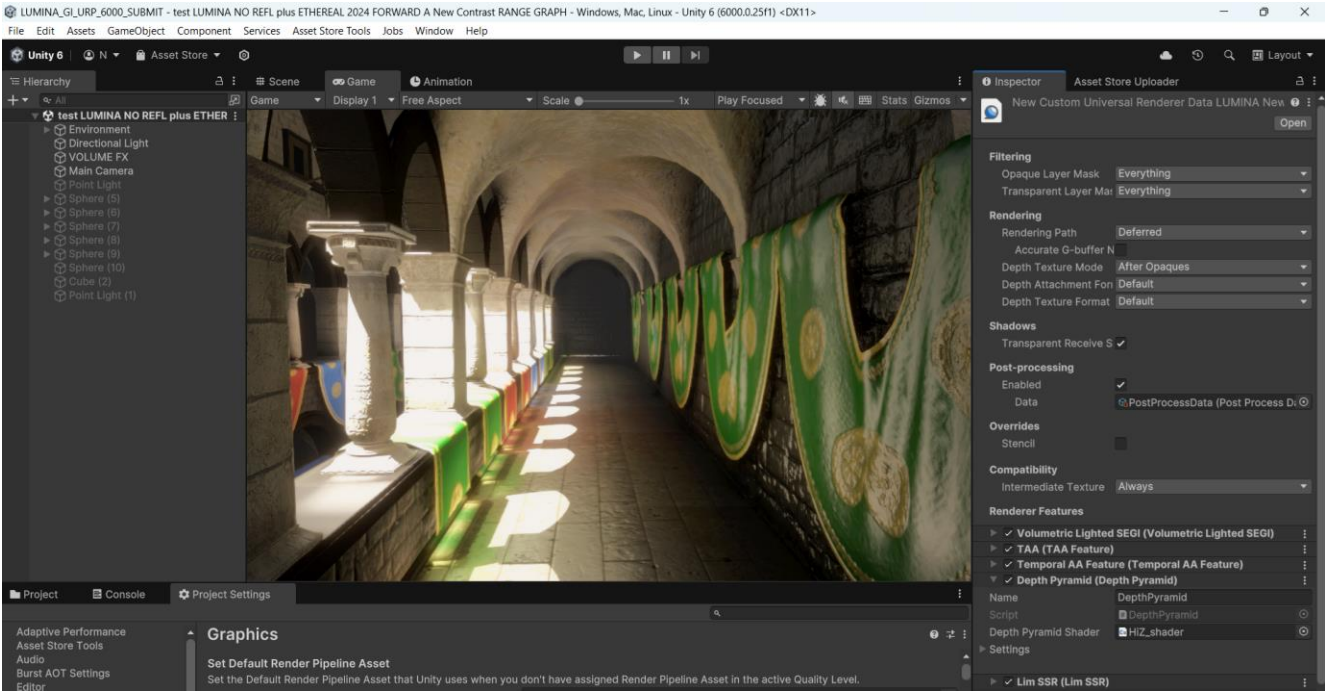 LUMINA_GI_URP_6000_SUBMIT - test LUMINA NO REFL plus ETHEREAL 2024 FORWARD A New Contrast RANGE GRAPH - Windows, Mac, Linux - Unity 6 (6000.0.25f1) <DX11>
File Edit Assets GameObject Component Services Asset Store Tools Jobs Window Help
Unity 6 N Asset Store Layout
Hierarchy
All
test LUMINA NO REFL plus ETHER
Environment
Directional Light
VOLUME FX
Main Camera
Point Light
Sphere (5)
Sphere (6)
Sphere (7)
Sphere (8)
Sphere (9)
Sphere (10)
Cube (2)
Point Light (1)
Scene Game Animation
Game Display 1 Free Aspect Scale 1x Play Focused Stats Gizmos
Inspector Asset Store Uploader
New Custom Universal Renderer Data LUMINA New
Open
Filtering
Opaque Layer Mask Everything
Transparent Layer Mas Everything
Rendering
Rendering Path Deferred
Accurate G-buffer N
Depth Texture Mode After Opaques
Depth Attachment Forn Default
Depth Texture Format Default
Shadows
Transparent Receive S
Post-processing
Enabled
Data PostProcessData (Post Process Da
Overrides
Stencil
Compatibility
Intermediate Texture Always
Renderer Features
Volumetric Lighted SEGI (Volumetric Lighted SEGI)
TAA (TAA Feature)
Temporal AA Feature (Temporal AA Feature)
Depth Pyramid (Depth Pyramid)
Name DepthPyramid
Script DepthPyramid
Depth Pyramid Shader HiZ_shader
Settings
Lim SSR (Lim SSR)
Project Console Project Settings
Adaptive Performance
Asset Store Tools
Audio
Burst AOT Settings
Editor
Graphics
Set Default Render Pipeline Asset
Set the Default Render Pipeline Asset that Unity uses when you don't have assigned Render Pipeline Asset in the active Quality Level.